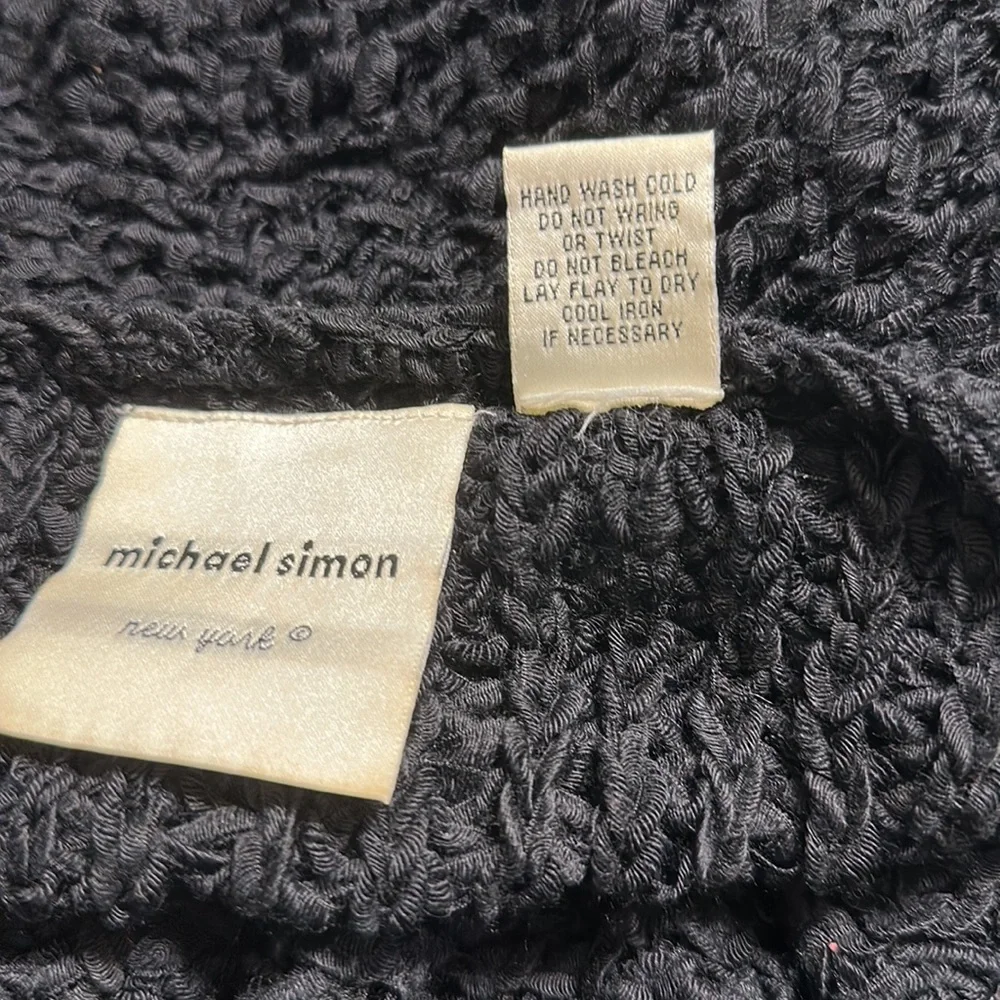 HAND WASH COLD
DO NOT WRING
OR TWIST
DO NOT BLEACH
LAY FLAY TO DRY
COOL IRON
IF NECESSARY
michael simon
new york ©